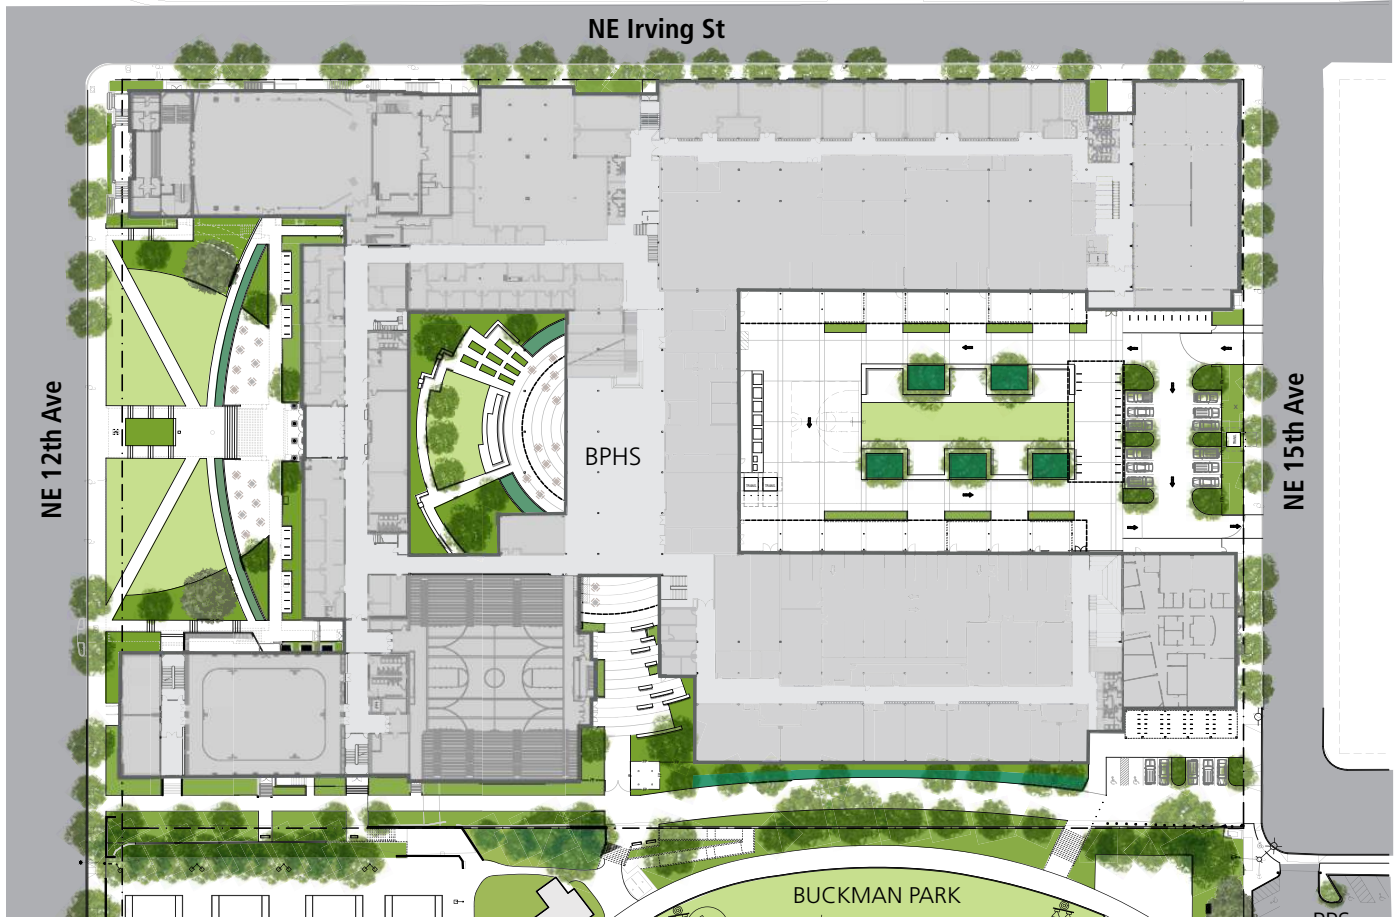 NE Irving St
NE 12th Ave
BPHS
NE 15th Ave
BUCKMAN PARK